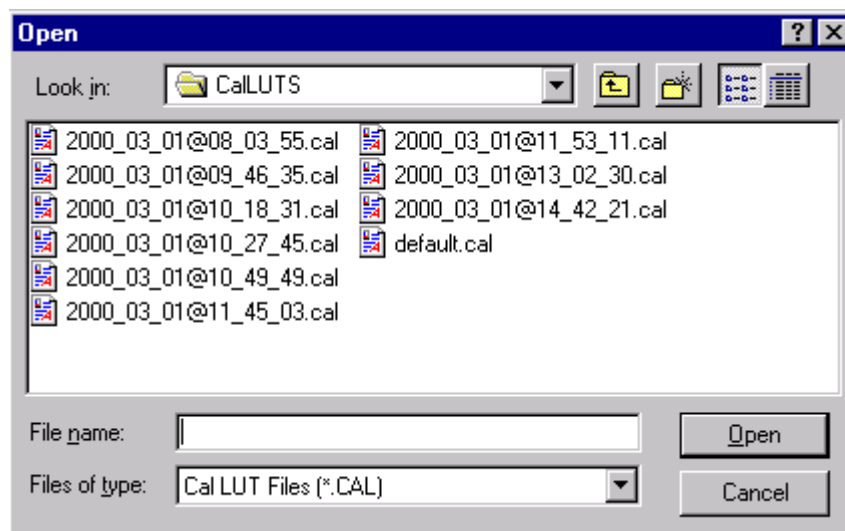 Open
Look in: CalLUTS
2000_03_01@08_03_55.cal
2000_03_01@09_46_35.cal
2000_03_01@10_18_31.cal
2000_03_01@10_27_45.cal
2000_03_01@10_49_49.cal
2000_03_01@11_45_03.cal
2000_03_01@11_53_11.cal
2000_03_01@13_02_30.cal
2000_03_01@14_42_21.cal
default.cal
File name:
Open
Files of type: Cal LUT Files (*.CAL)
Cancel